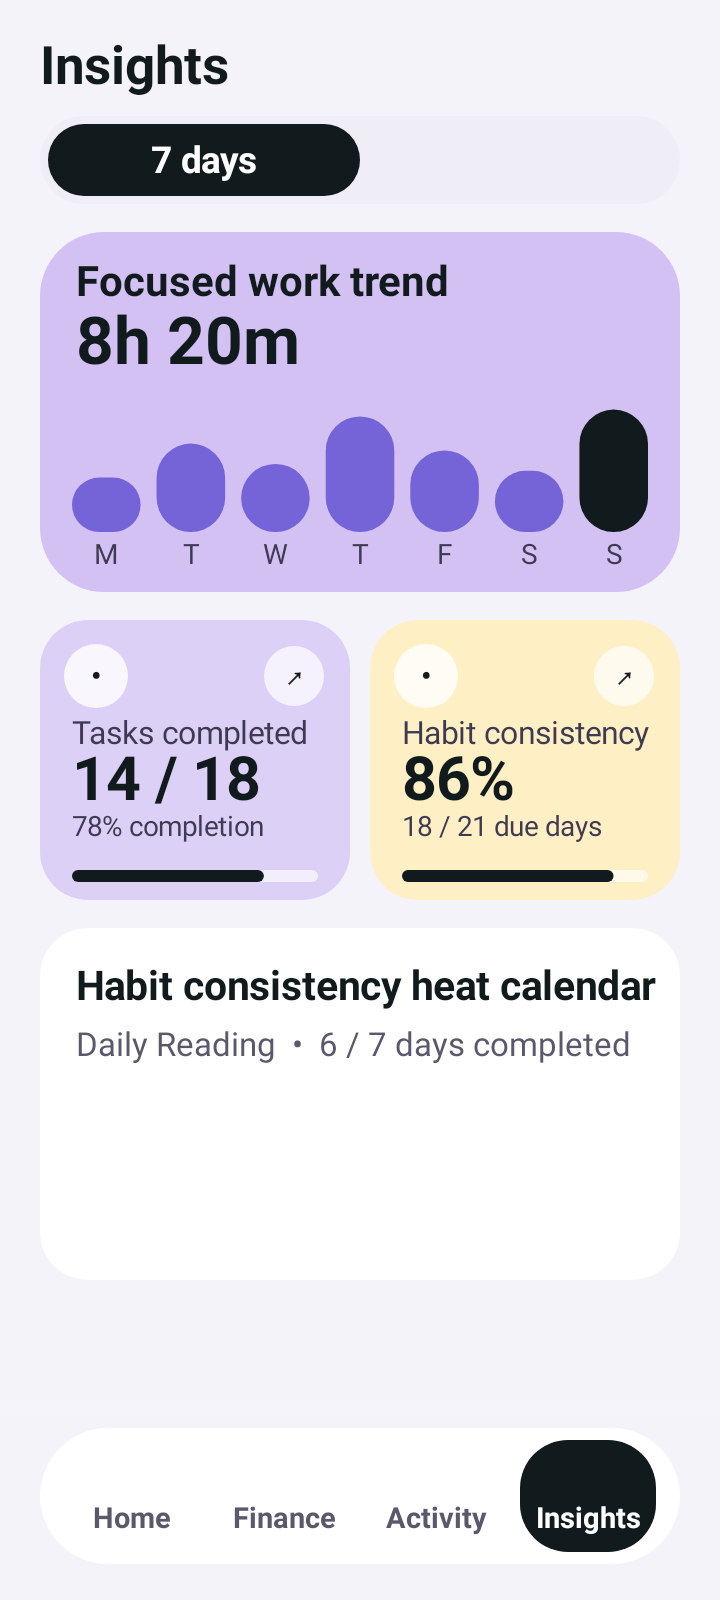 Insights
7 days
Focused work trend
8h 20m
M T W T F S S
Tasks completed
14 / 18
78% completion
Habit consistency
86%
18 / 21 due days
Habit consistency heat calendar
Daily Reading • 6 / 7 days completed
Home Finance Activity Insights